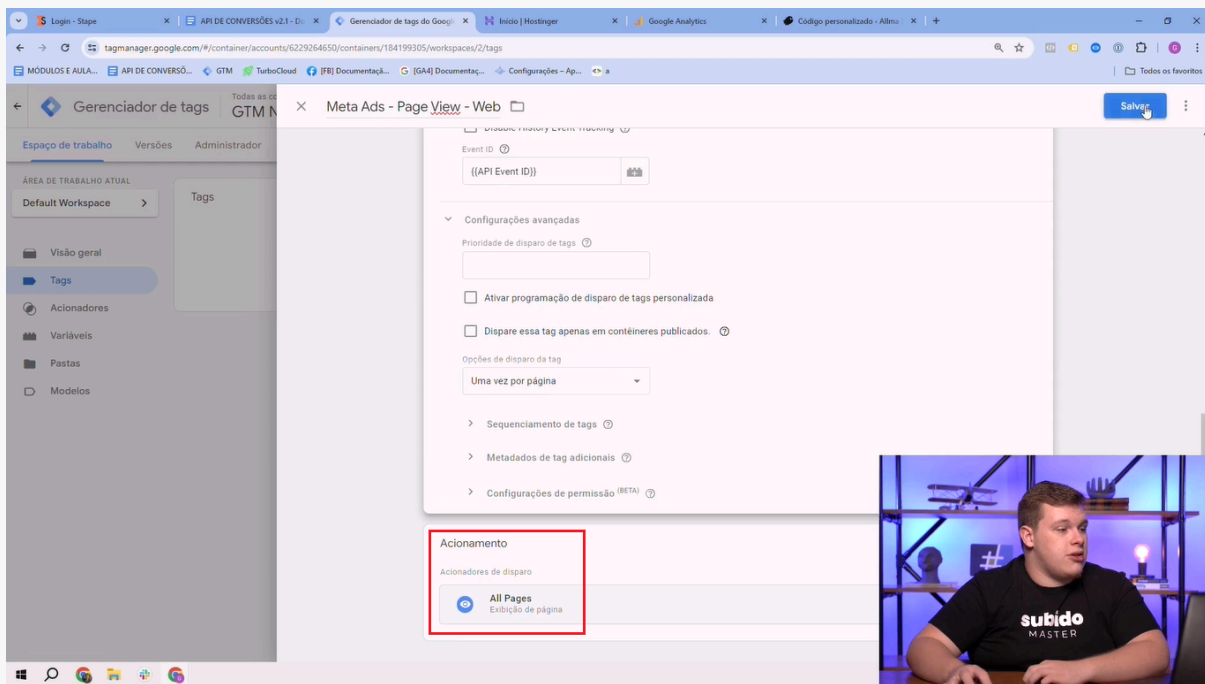 Login - Stape
API DE CONVERSÕES v2.1 - Do
Gerenciador de tags do Googl
Início | Hostinger
Google Analytics
Código personalizado ‹ Allma
tagmanager.google.com/#/container/accounts/6229264650/containers/184199305/workspaces/2/tags
MÓDULOS E AULA...
API DE CONVERSÕ...
GTM
TurboCloud
[FB] Documentaçã...
[GA4] Documentaç...
Configurações – Ap...
a
Todos os favoritos
Gerenciador de tags
Todas as co
GTM N
Meta Ads - Page View - Web
Salvar
Espaço de trabalho
Versões
Administrador
ÁREA DE TRABALHO ATUAL
Default Workspace
Tags
Visão geral
Tags
Acionadores
Variáveis
Pastas
Modelos
Disable History Event Tracking
Event ID
{{API Event ID}}
Configurações avançadas
Prioridade de disparo de tags
Ativar programação de disparo de tags personalizada
Dispare essa tag apenas em contêineres publicados.
Opções de disparo da tag
Uma vez por página
Sequenciamento de tags
Metadados de tag adicionais
Configurações de permissão (BETA)
Acionamento
Acionadores de disparo
All Pages
Exibição de página
#
subido
MASTER